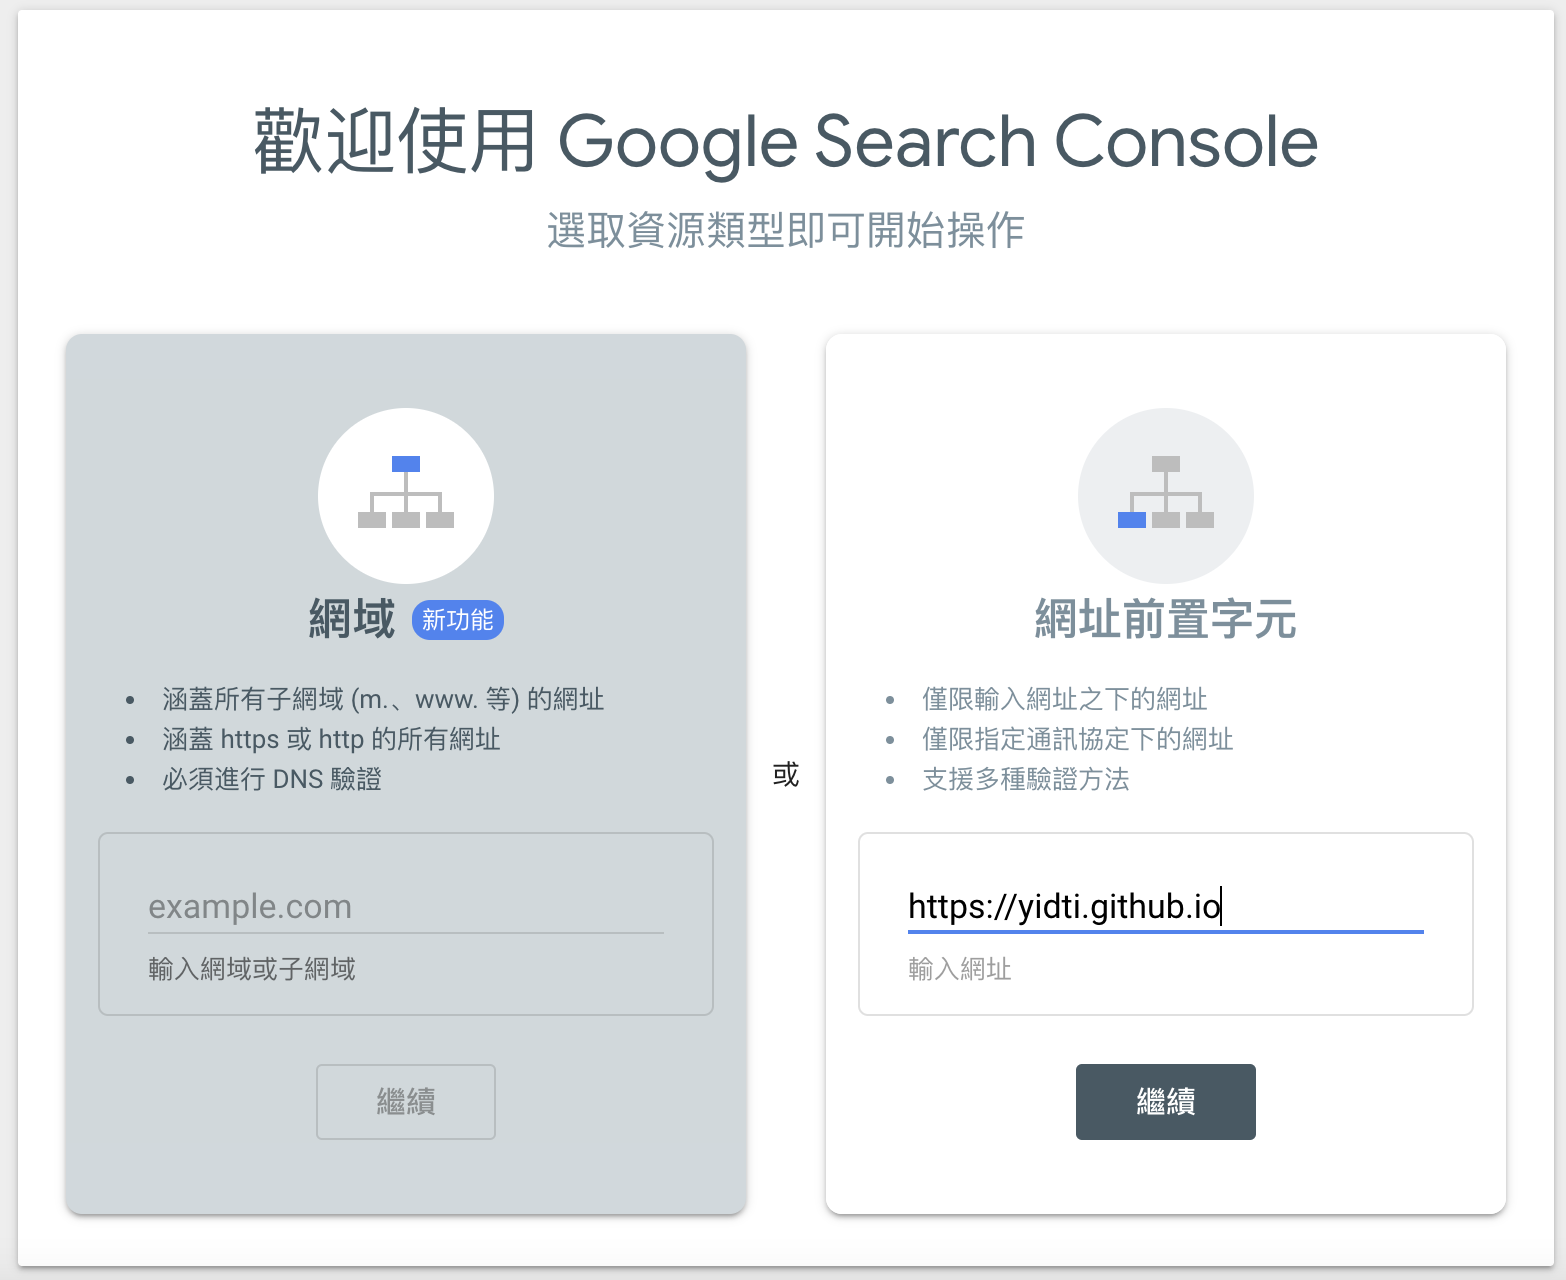 歡迎使用 Google Search Console
選取資源類型即可開始操作
網域 新功能
• 涵蓋所有子網域 (m.、www. 等) 的網址
• 涵蓋 https 或 http 的所有網址
• 必須進行 DNS 驗證
example.com
輸入網域或子網域
繼續
或
網址前置字元
• 僅限輸入網址之下的網址
• 僅限指定通訊協定下的網址
• 支援多種驗證方法
https://yidti.github.io
輸入網址
繼續